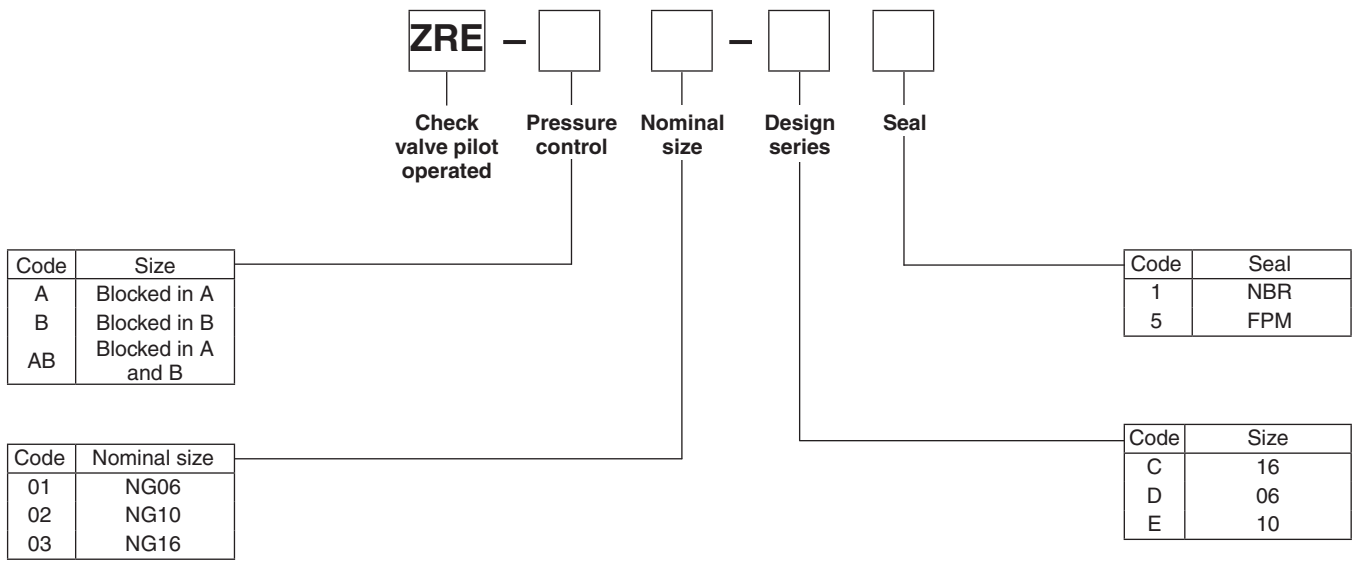 ZRE – –
Check valve pilot operated
Pressure control
Nominal size
Design series
Seal
Code Size
A Blocked in A
B Blocked in B
AB Blocked in A and B
Code Nominal size
01 NG06
02 NG10
03 NG16
Code Seal
1 NBR
5 FPM
Code Size
C 16
D 06
E 10